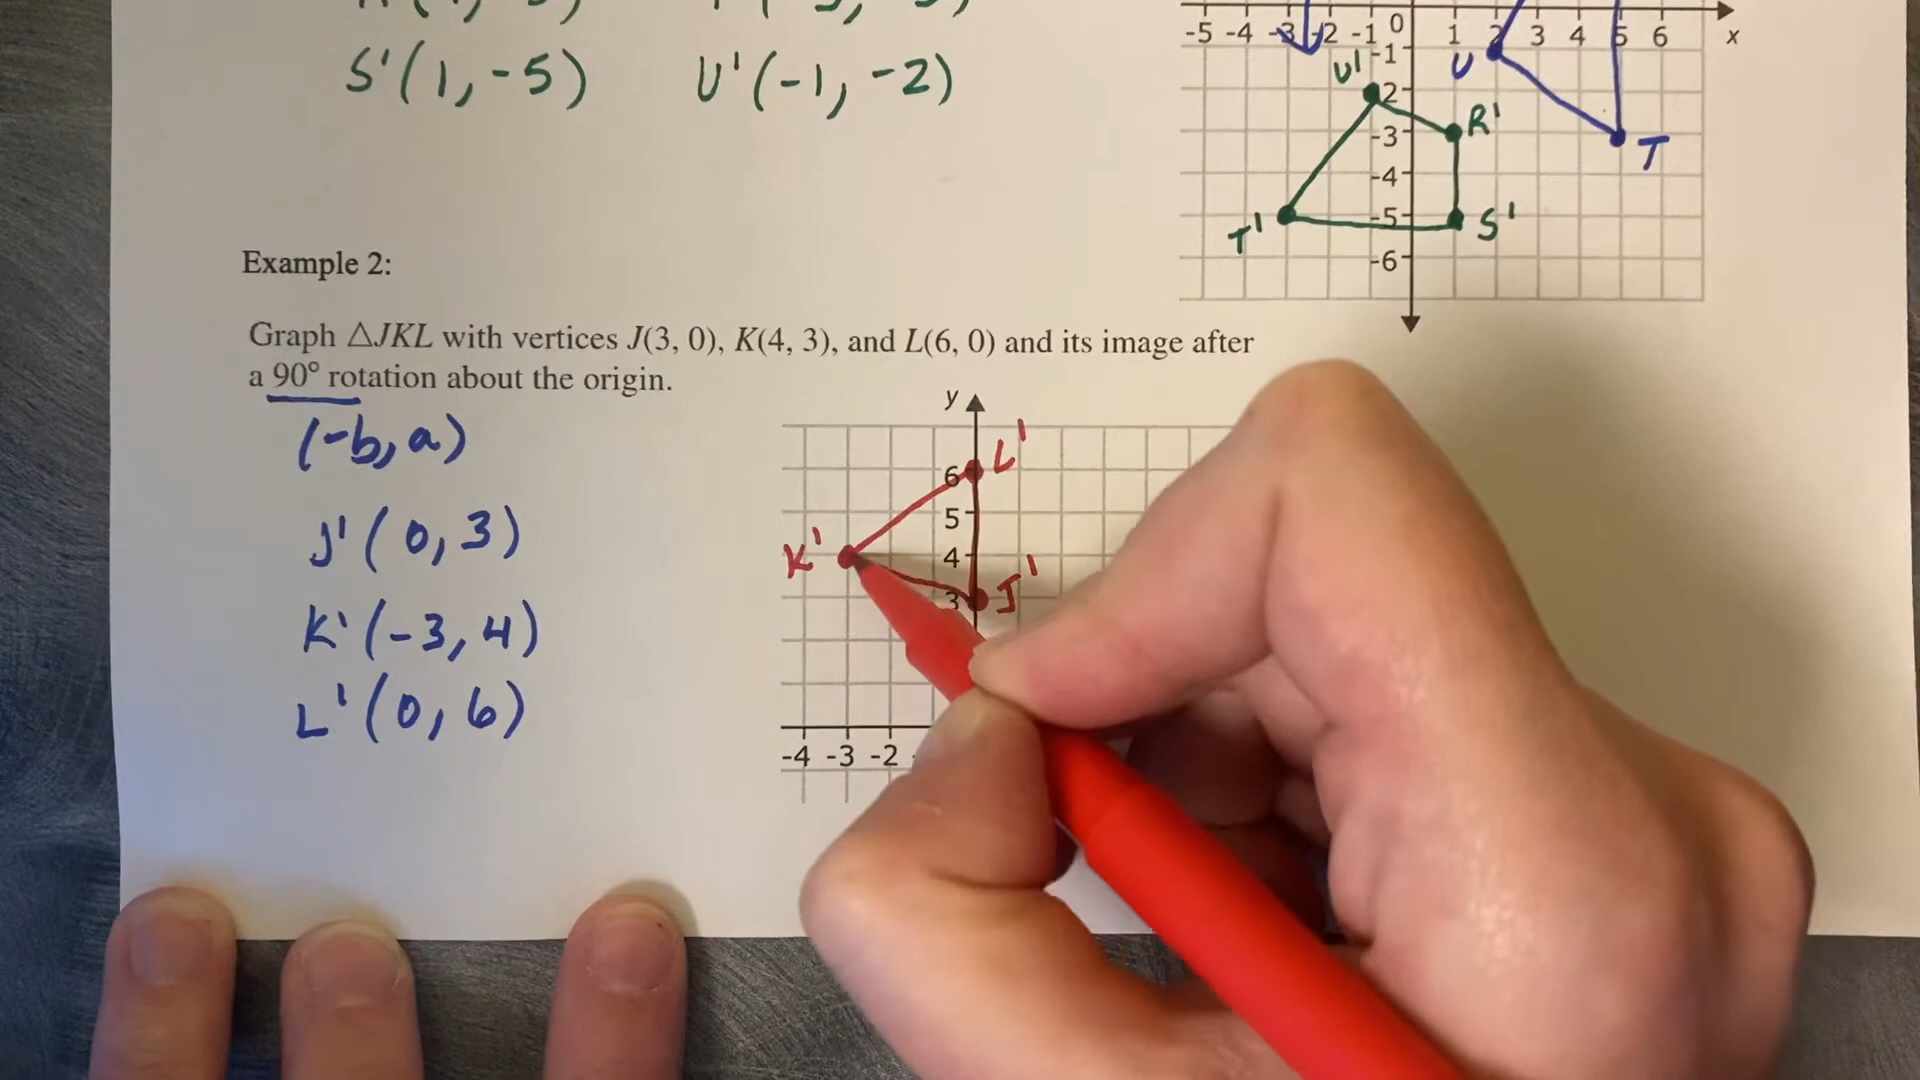 S'(1, -5) U'(-1, -2)
-5 -4 -3 -2 -1 0 1 2 3 4 5 6 x
-1
U
U'
-2
R'
-3
T
-4
-5
S'
T'
-6
Example 2:
Graph △JKL with vertices J(3, 0), K(4, 3), and L(6, 0) and its image after
a 90° rotation about the origin.
(-b, a)
J'(0, 3)
K'(-3, 4)
L'(0, 6)
y
L'
6
5
K'
4
J'
3
-4 -3 -2